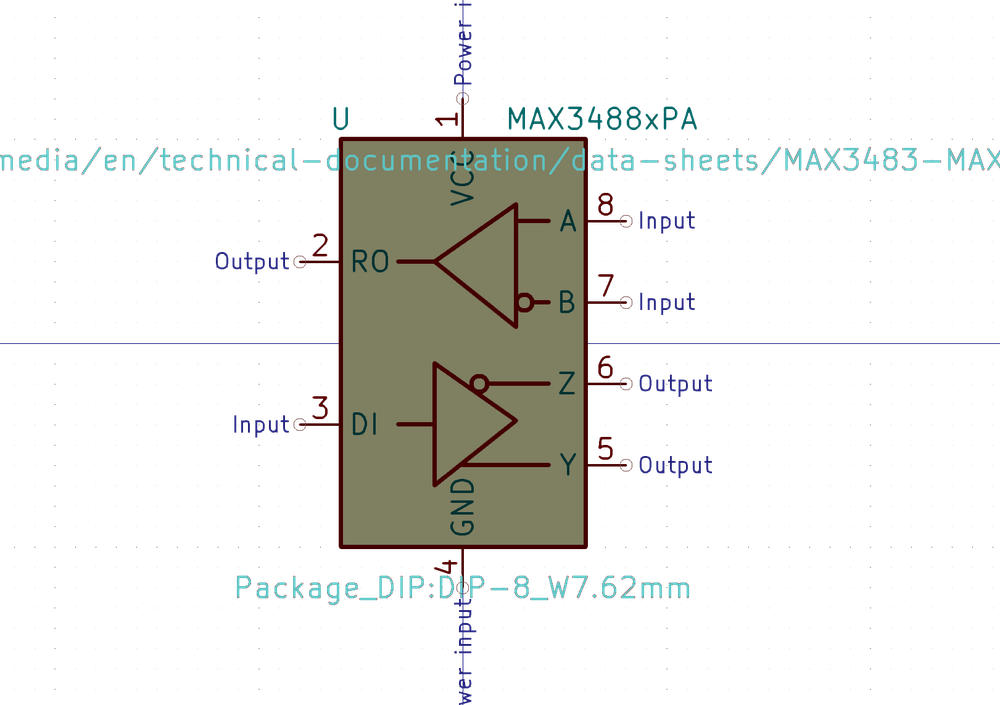 Power i
1
U
MAX3488xPA
media/en/technical-documentation/data-sheets/MAX3483-MAX
VCC
8
A
Input
2
Output
RO
7
B
Input
6
Z
Output
3
Input
DI
5
Y
Output
GND
4
Package_DIP:DIP-8_W7.62mm
wer input